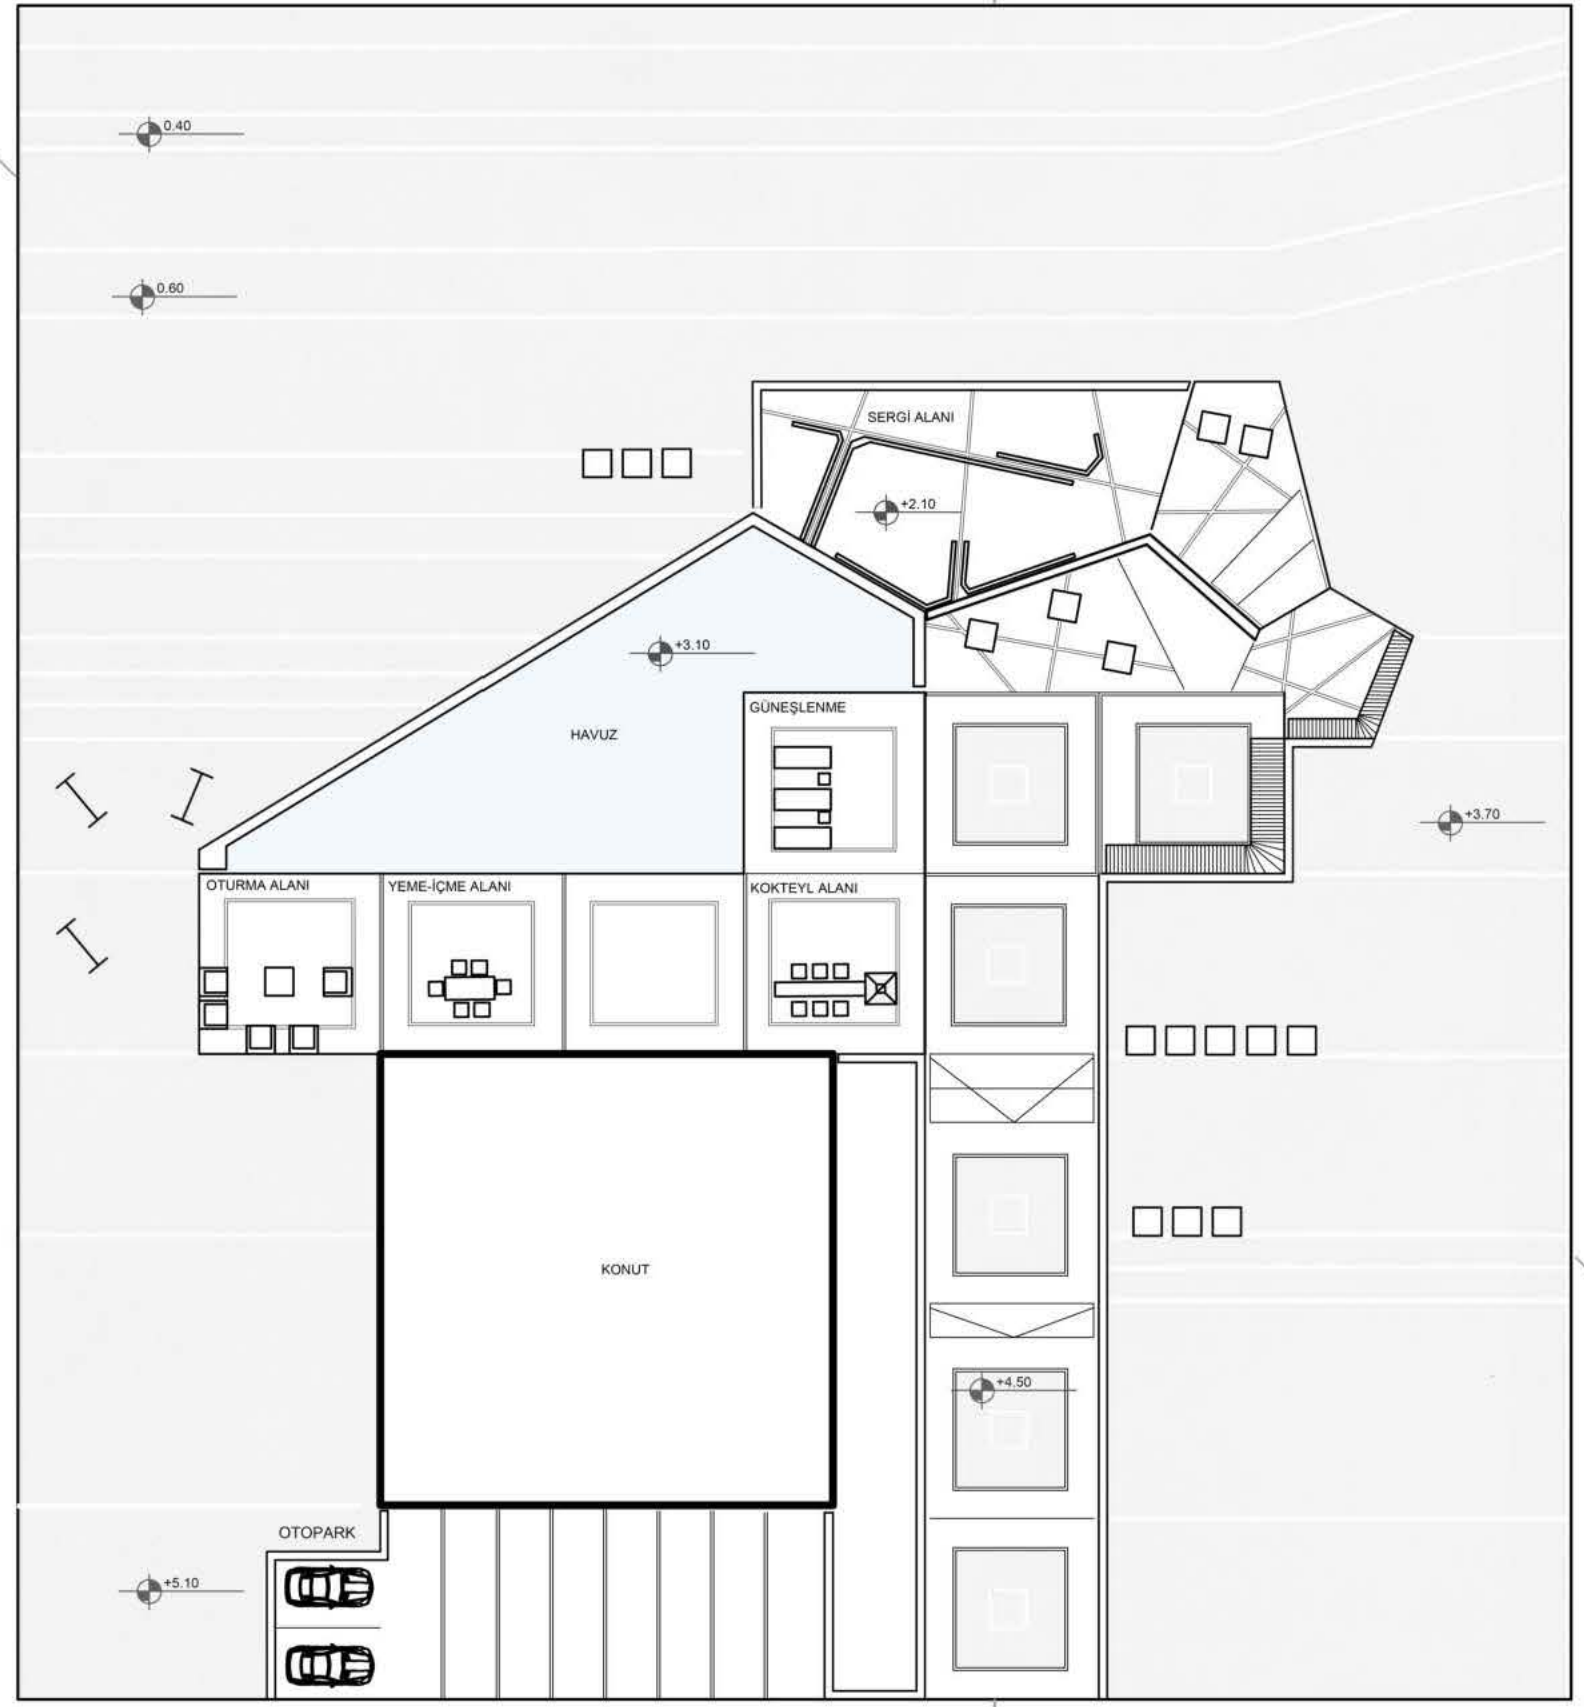 0.40
0.60
SERGİ ALANI
+2.10
+3.10
GÜNEŞLENME
HAVUZ
+3.70
OTURMA ALANI
YEME-İÇME ALANI
KOKTEYL ALANI
KONUT
+4.50
OTOPARK
+5.10